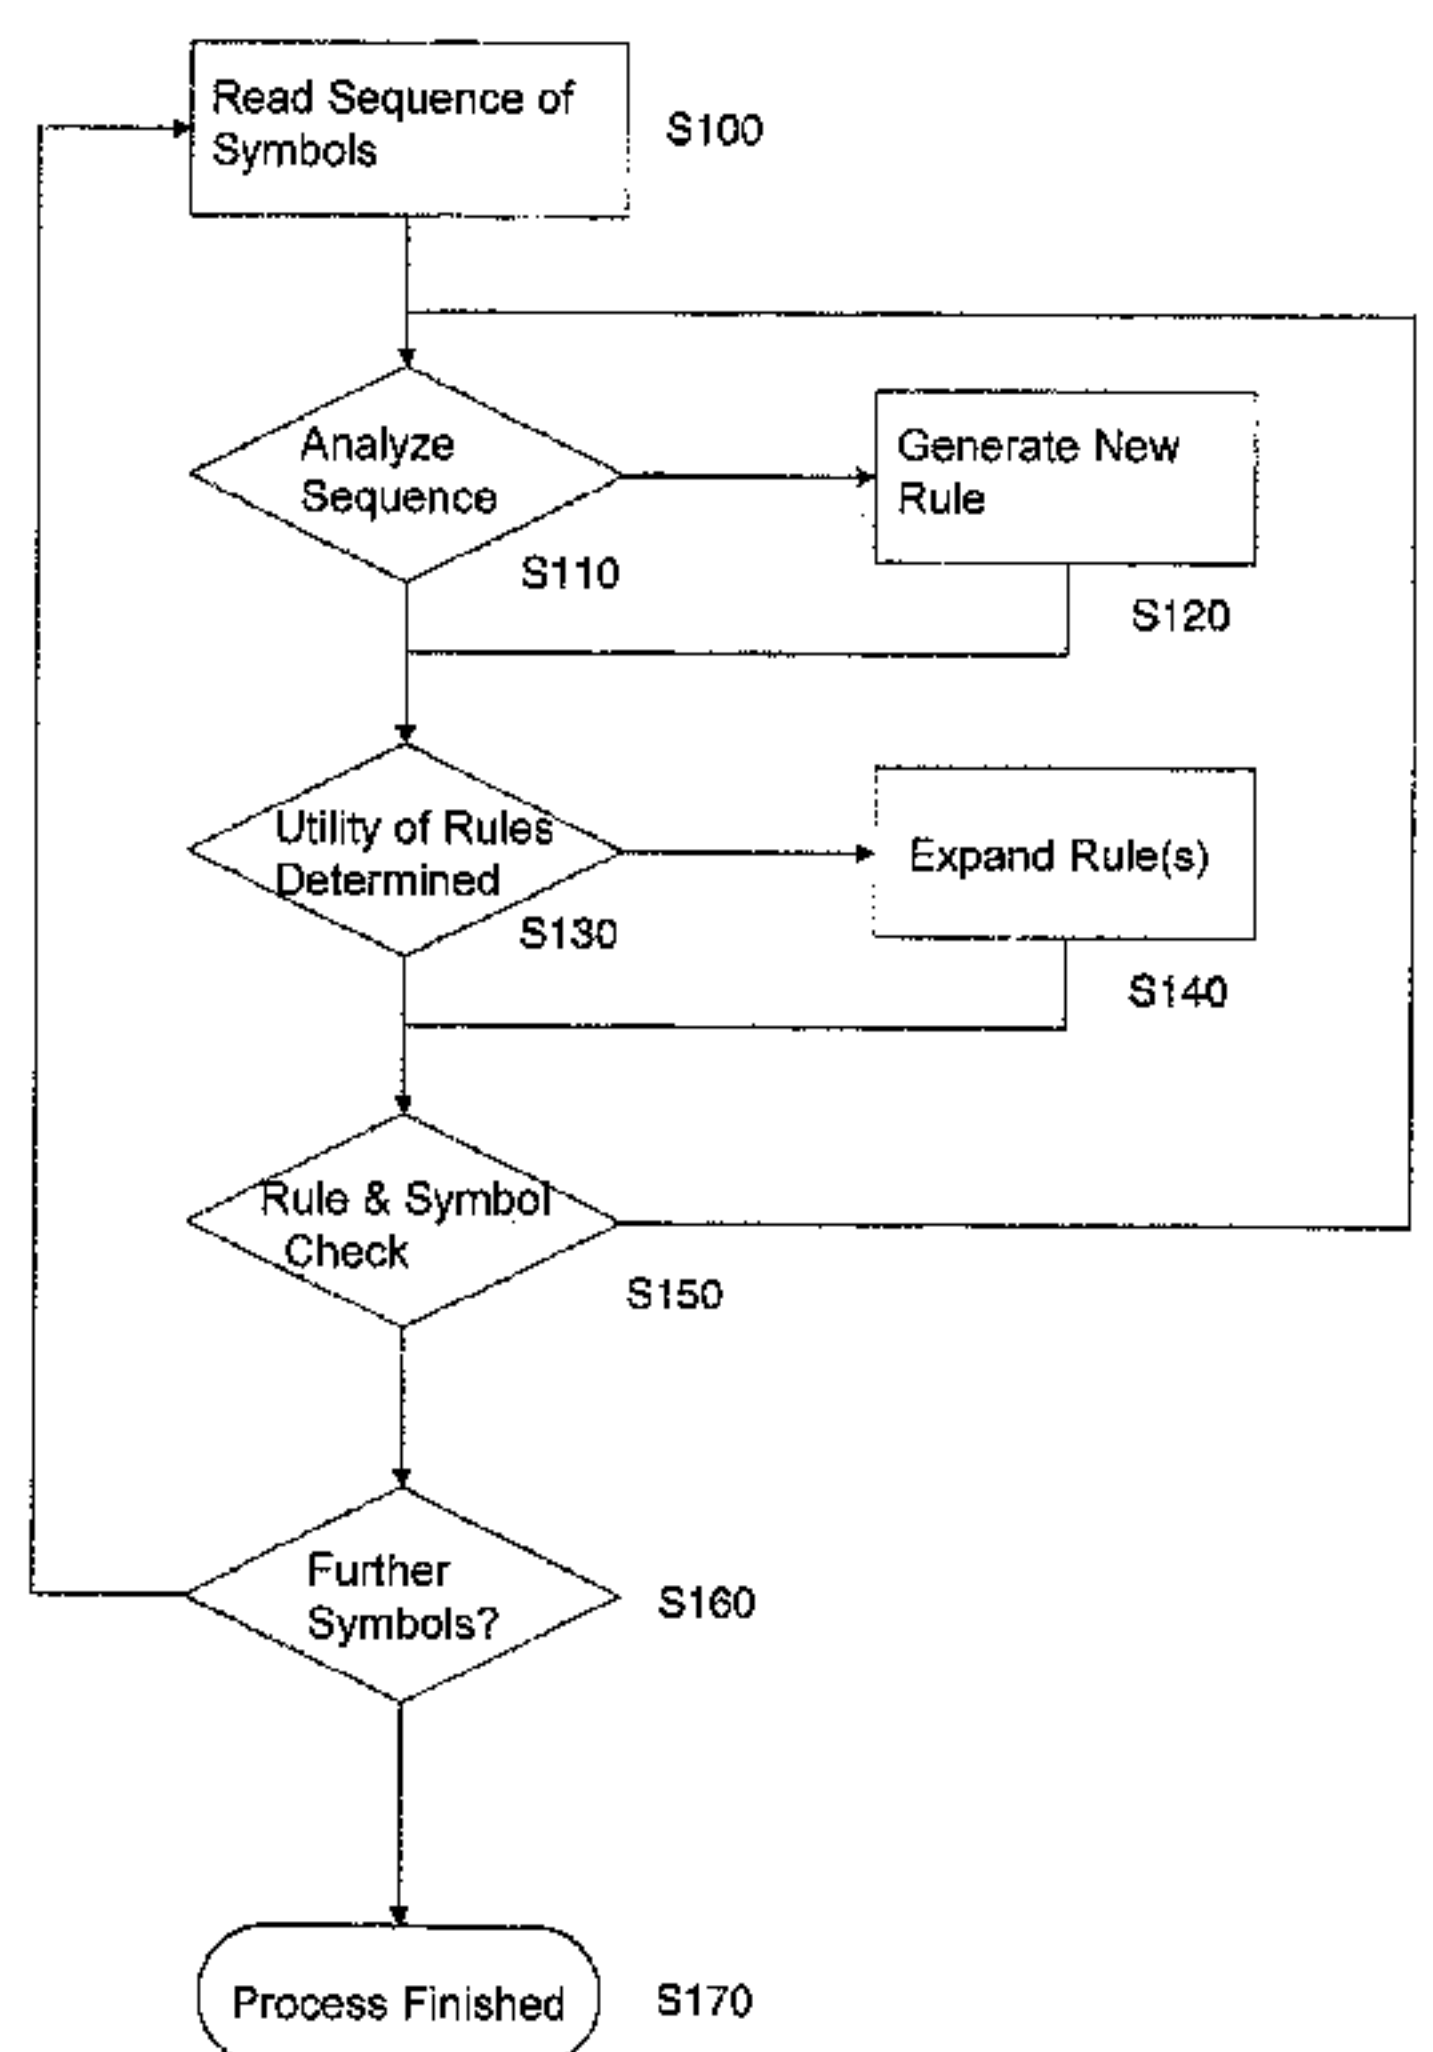 Read Sequence of
Symbols
S100
Analyze
Sequence
S110
Generate New
Rule
S120
Utility of Rules
Determined
S130
Expand Rule(s)
S140
Rule & Symbol
Check
S150
Further
Symbols?
S160
Process Finished
S170